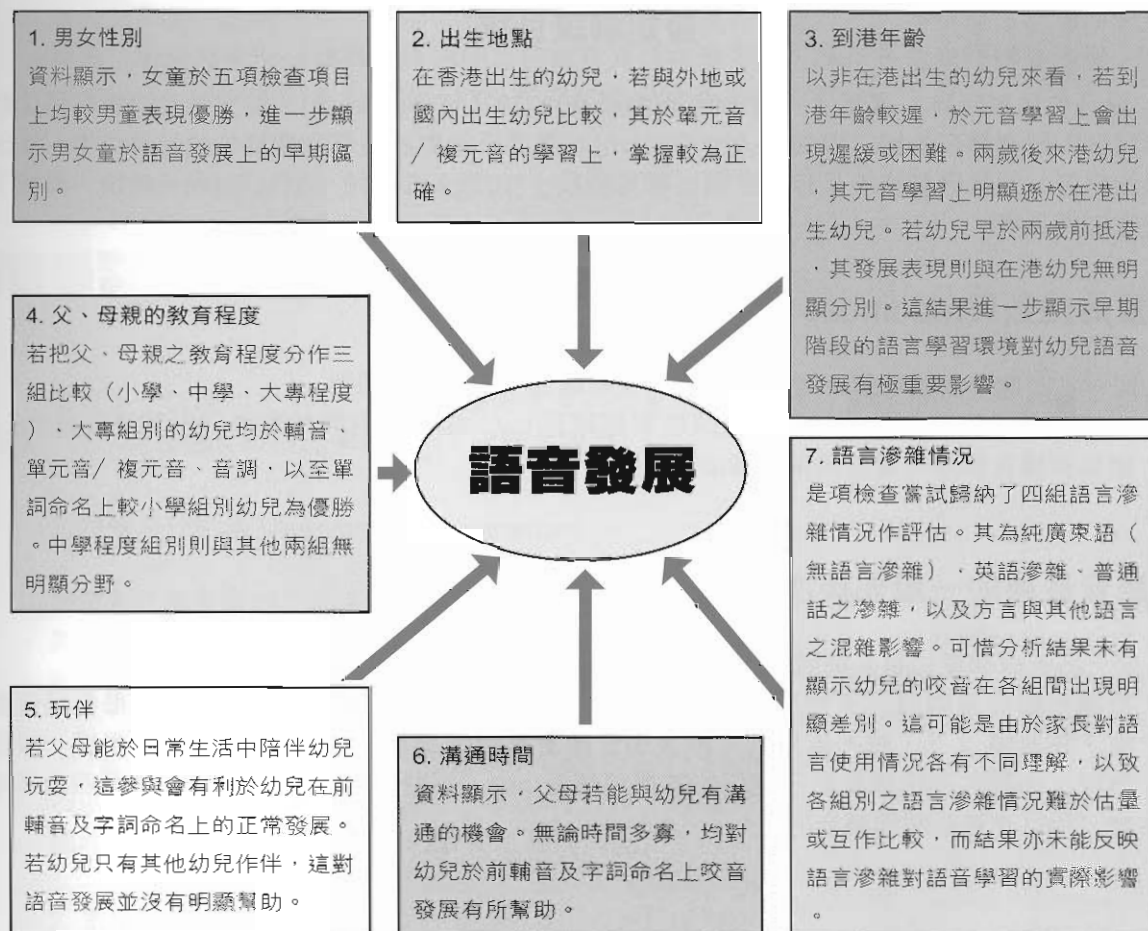 1. 男女性別
資料顯示，女童於五項檢查項目
上均較男童表現優勝，進一步顯
示男女童於語音發展上的早期區
別。
2. 出生地點
在香港出生的幼兒，若與外地或
國內出生幼兒比較，其於單元音
/ 複元音的學習上，掌握較為正
確。
3. 到港年齡
以非在港出生的幼兒來看，若到
港年齡較遲，於元音學習上會出
現遲緩或困難。兩歲後來港幼兒
，其元音學習上明顯遜於在港出
生幼兒。若幼兒早於兩歲前抵港
，其發展表現則與在港幼兒無明
顯分別。這結果進一步顯示早期
階段的語言學習環境對幼兒語音
發展有極重要影響。
4. 父、母親的教育程度
若把父、母親之教育程度分作三
組比較（小學、中學、大專程度
）、大專組別的幼兒均於輔音、
單元音/ 複元音、音調，以至單
詞命名上較小學組別幼兒為優勝
。中學程度組別則與其他兩組無
明顯分野。
語音發展
5. 玩伴
若父母能於日常生活中陪伴幼兒
玩耍，這參與會有利於幼兒在前
輔音及字詞命名上的正常發展。
若幼兒只有其他幼兒作伴，這對
語音發展並沒有明顯幫助。
6. 溝通時間
資料顯示，父母若能與幼兒有溝
通的機會。無論時間多寡，均對
幼兒於前輔音及字詞命名上咬音
發展有所幫助。
7. 語言滲雜情況
是項檢查嘗試歸納了四組語言滲
雜情況作評估。其為純廣東語（
無語言滲雜）、英語滲雜、普通
話之滲雜，以及方言與其他語言
之混雜影響。可惜分析結果未有
顯示幼兒的咬音在各組間出現明
顯差別。這可能是由於家長對語
言使用情況各有不同理解，以致
各組別之語言滲雜情況難於估量
或互作比較，而結果亦未能反映
語言滲雜對語音學習的實際影響
。